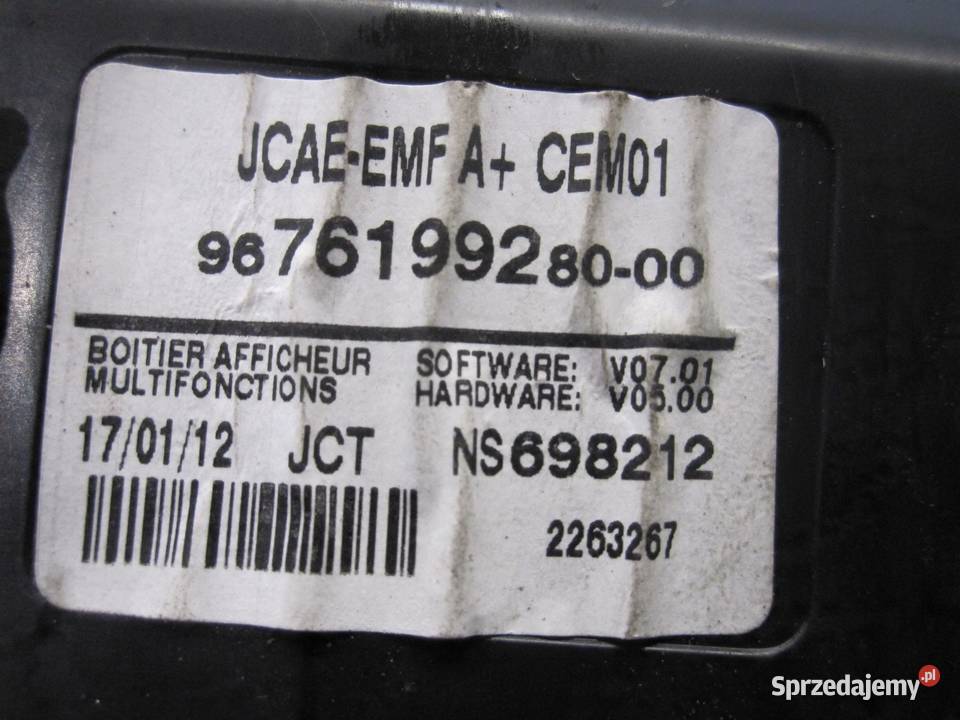 JCAE-EMF A+ CEM01
9676199280-00
BOITIER AFFICHEUR SOFTWARE: V07.01
MULTIFONCTIONS HARDWARE: V05.00
17/01/12 JCT NS698212
2263267
Sprzedajemy.pl